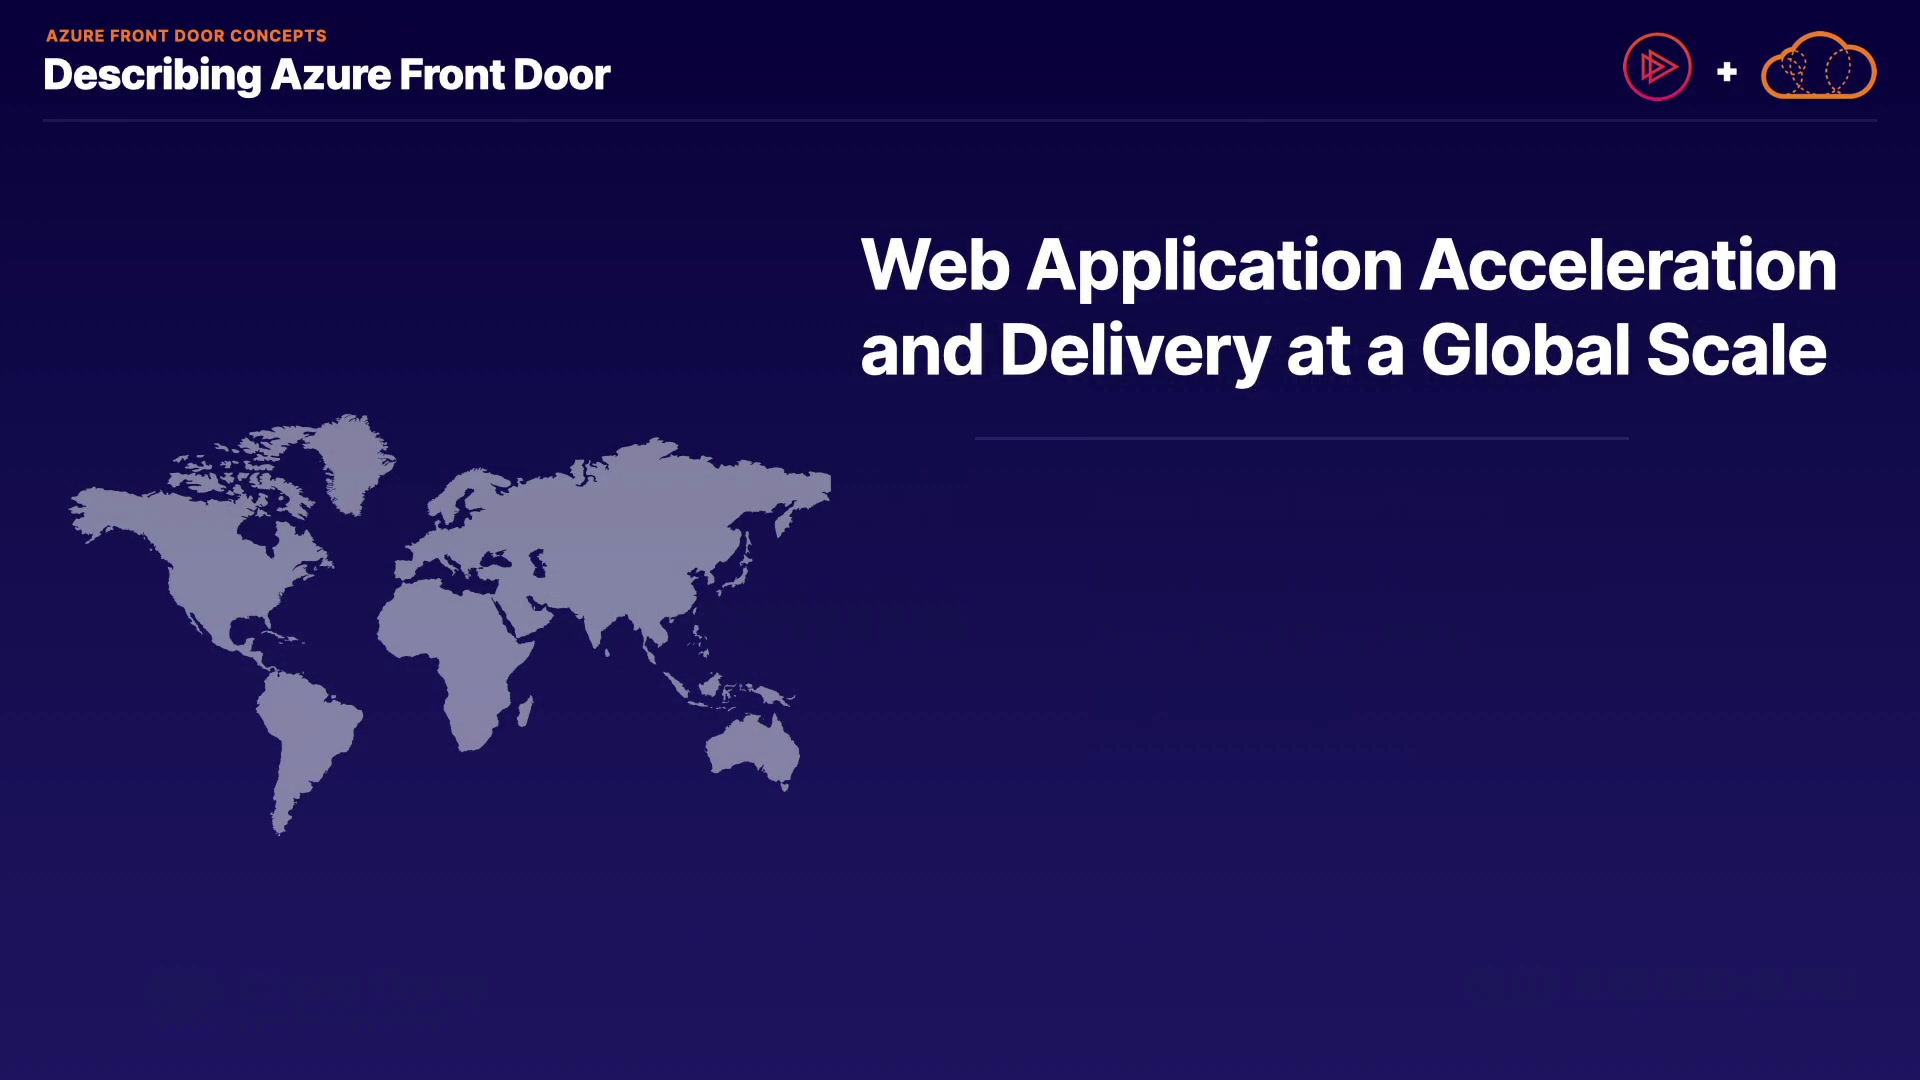 AZURE FRONT DOOR CONCEPTS
Describing Azure Front Door
+
Web Application Acceleration
and Delivery at a Global Scale